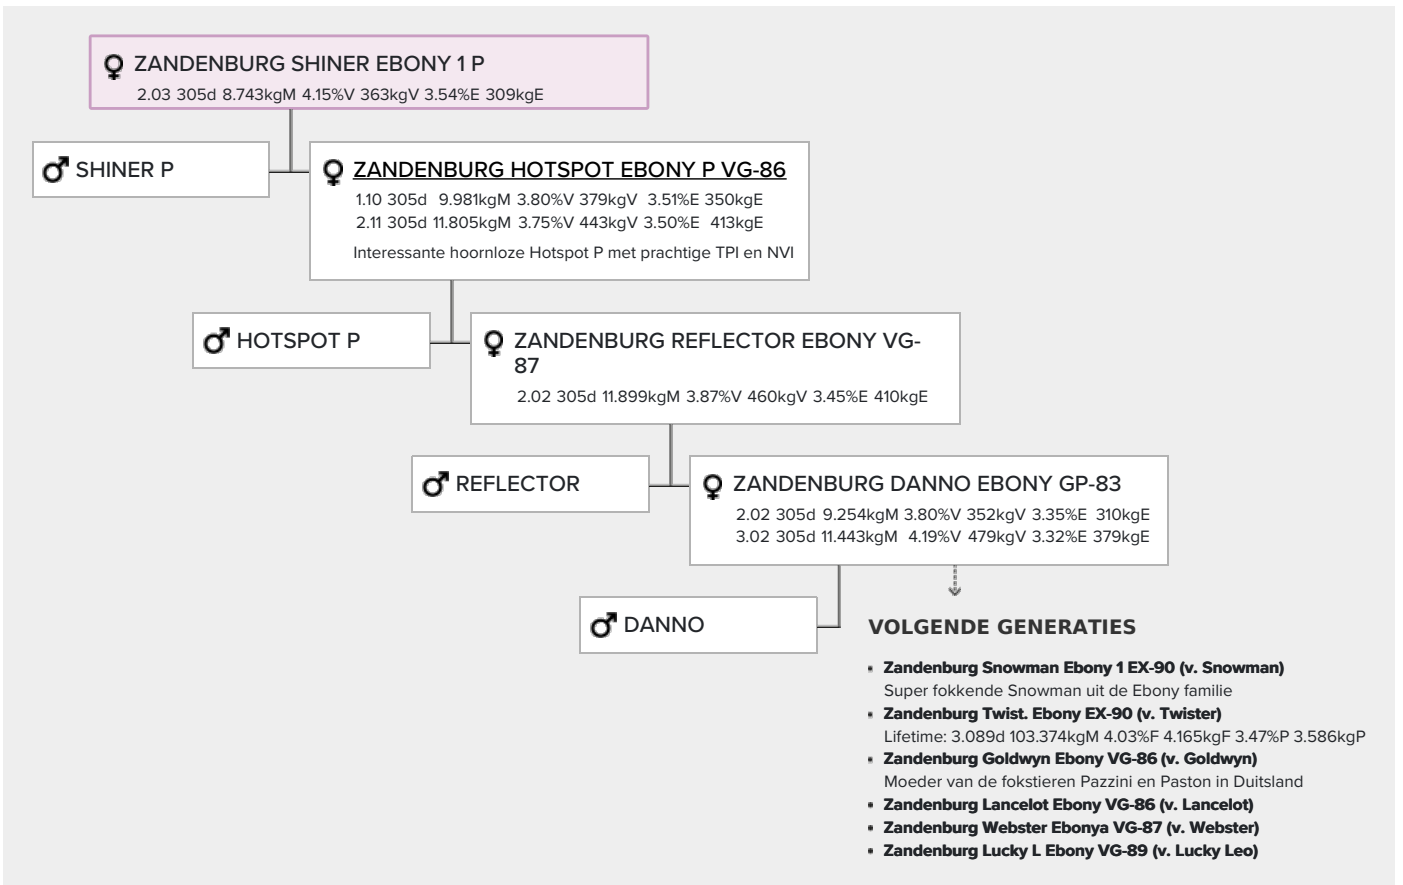 ZANDENBURG SHINER EBONY 1 P
2.03 305d 8.743kgM 4.15%V 363kgV 3.54%E 309kgE
SHINER P
ZANDENBURG HOTSPOT EBONY P VG-86
1.10 305d 9.981kgM 3.80%V 379kgV 3.51%E 350kgE
2.11 305d 11.805kgM 3.75%V 443kgV 3.50%E 413kgE
Interessante hoornloze Hotspot P met prachtige TPI en NVI
HOTSPOT P
ZANDENBURG REFLECTOR EBONY VG-
87
2.02 305d 11.899kgM 3.87%V 460kgV 3.45%E 410kgE
REFLECTOR
ZANDENBURG DANNO EBONY GP-83
2.02 305d 9.254kgM 3.80%V 352kgV 3.35%E 310kgE
3.02 305d 11.443kgM 4.19%V 479kgV 3.32%E 379kgE
DANNO
VOLGENDE GENERATIES
Zandenburg Snowman Ebony 1 EX-90 (v. Snowman)
Super fokkende Snowman uit de Ebony familie
Zandenburg Twist. Ebony EX-90 (v. Twister)
Lifetime: 3.089d 103.374kgM 4.03%F 4.165kgF 3.47%P 3.586kgP
Zandenburg Goldwyn Ebony VG-86 (v. Goldwyn)
Moeder van de fokstieren Pazzini en Paston in Duitsland
Zandenburg Lancelot Ebony VG-86 (v. Lancelot)
Zandenburg Webster Ebonya VG-87 (v. Webster)
Zandenburg Lucky L Ebony VG-89 (v. Lucky Leo)